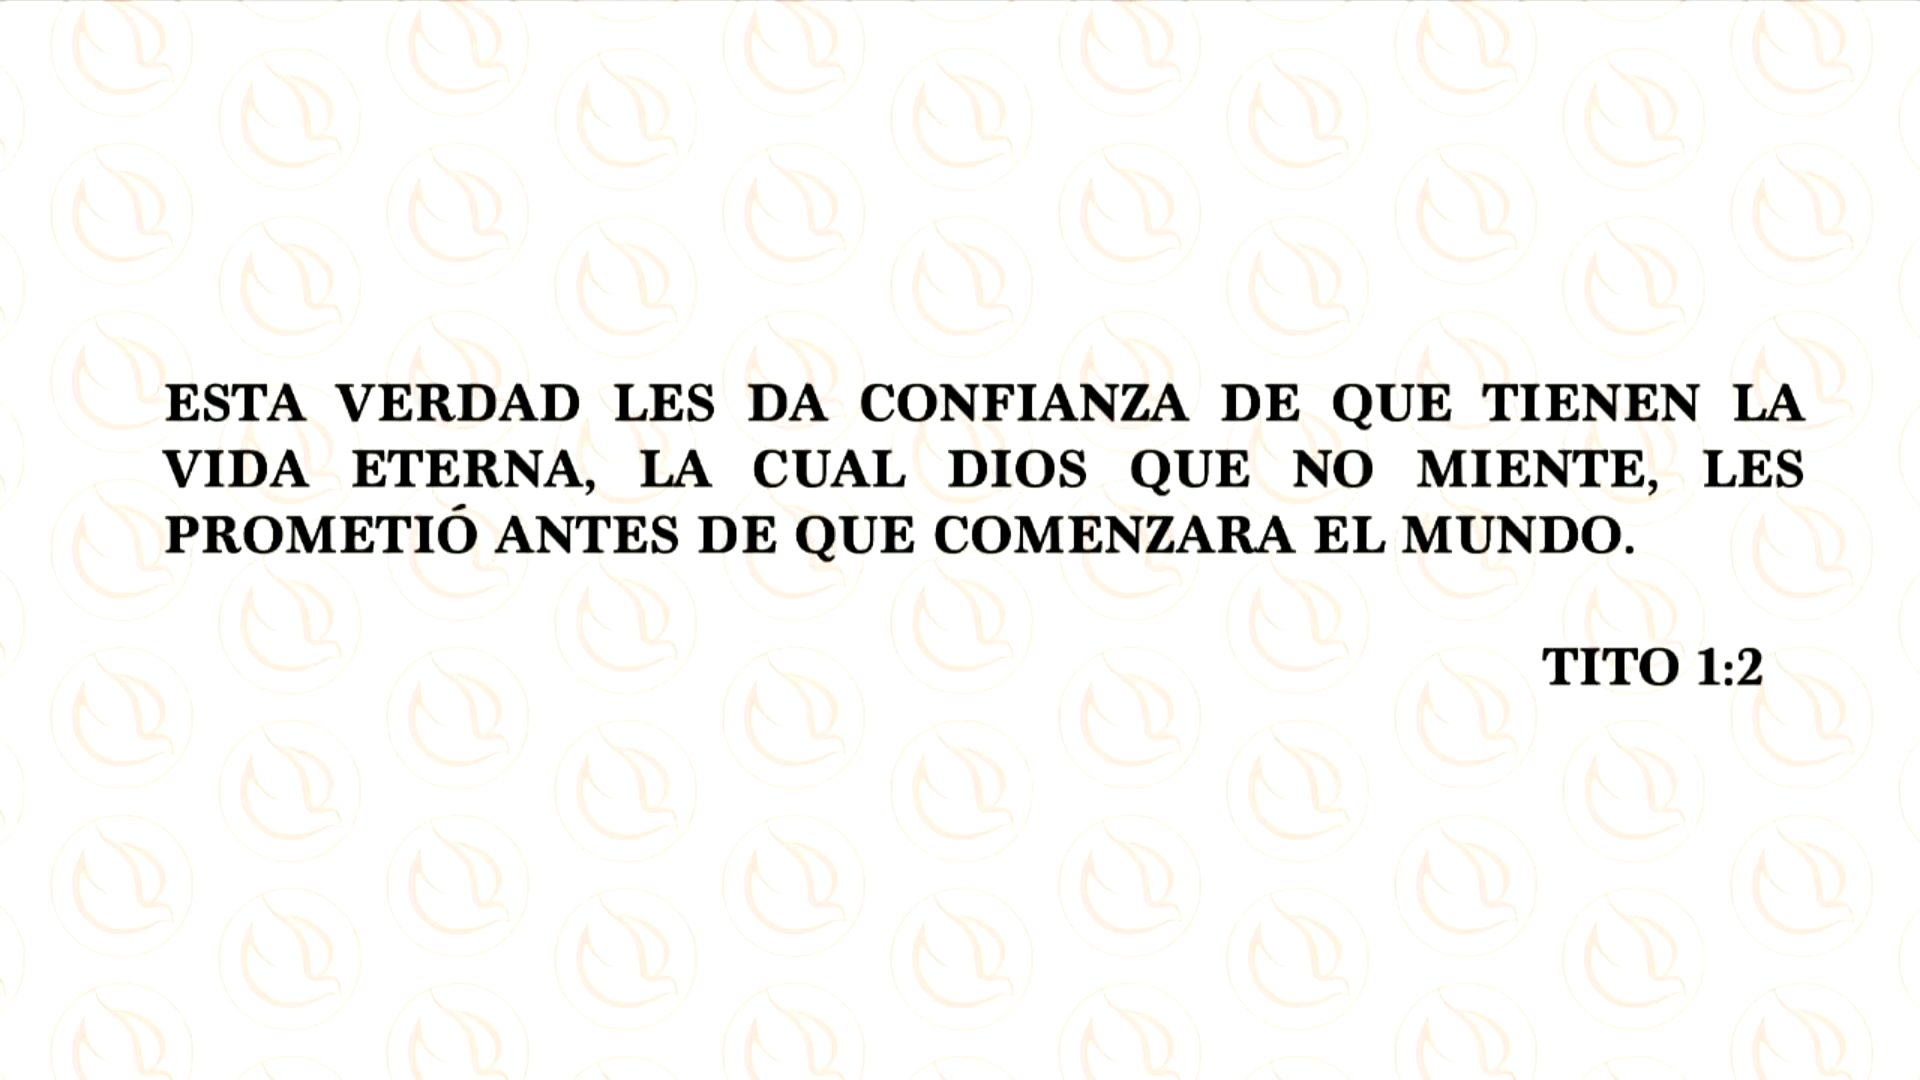 ESTA VERDAD LES DA CONFIANZA DE QUE TIENEN LA
VIDA ETERNA, LA CUAL DIOS QUE NO MIENTE, LES
PROMETIÓ ANTES DE QUE COMENZARA EL MUNDO.
TITO 1:2